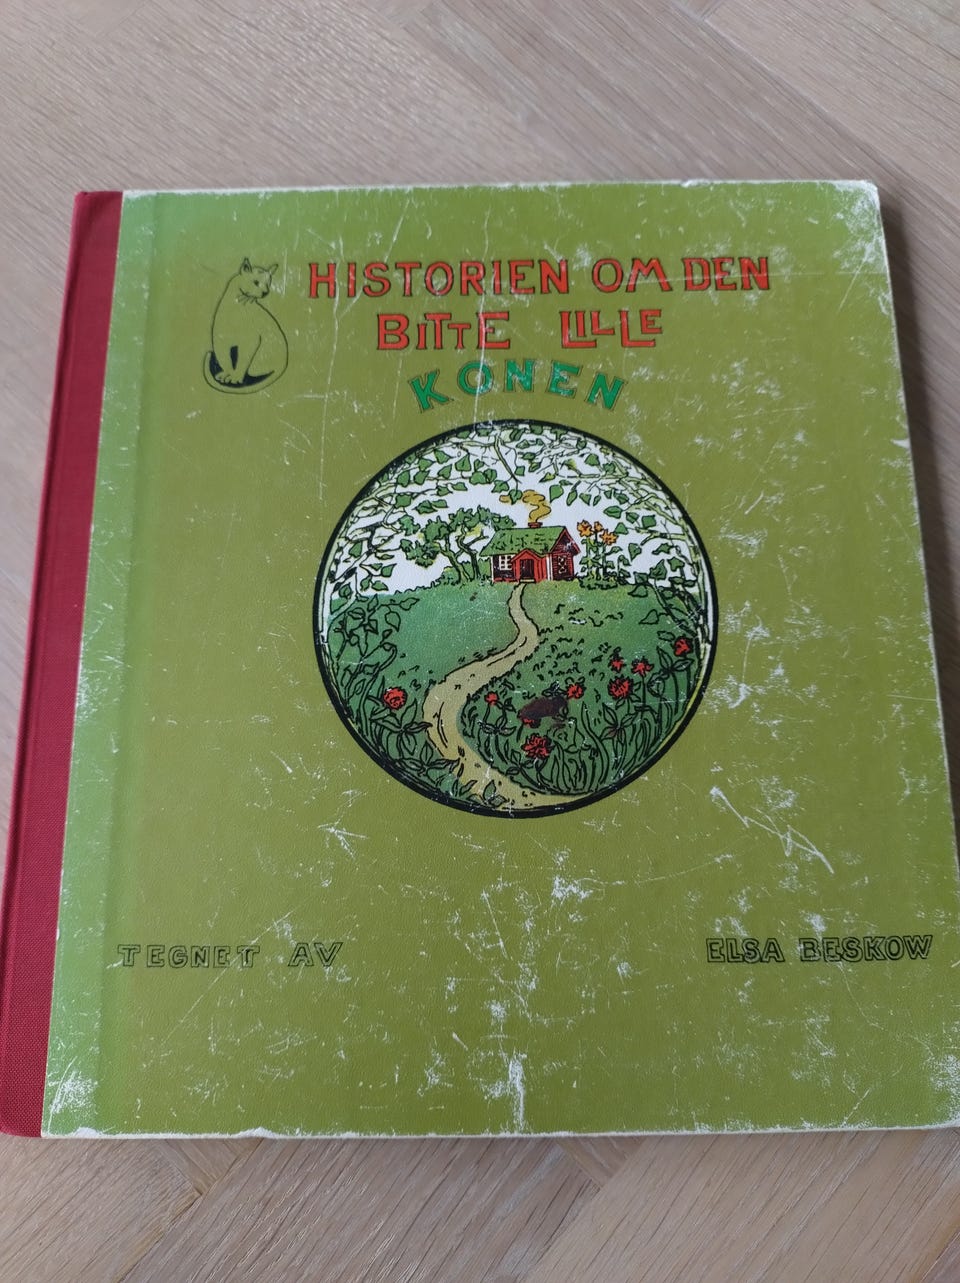 HISTORIEN OM DEN
BITTE LILLE
KONEN
TEGNET AV ELSA BESKOW